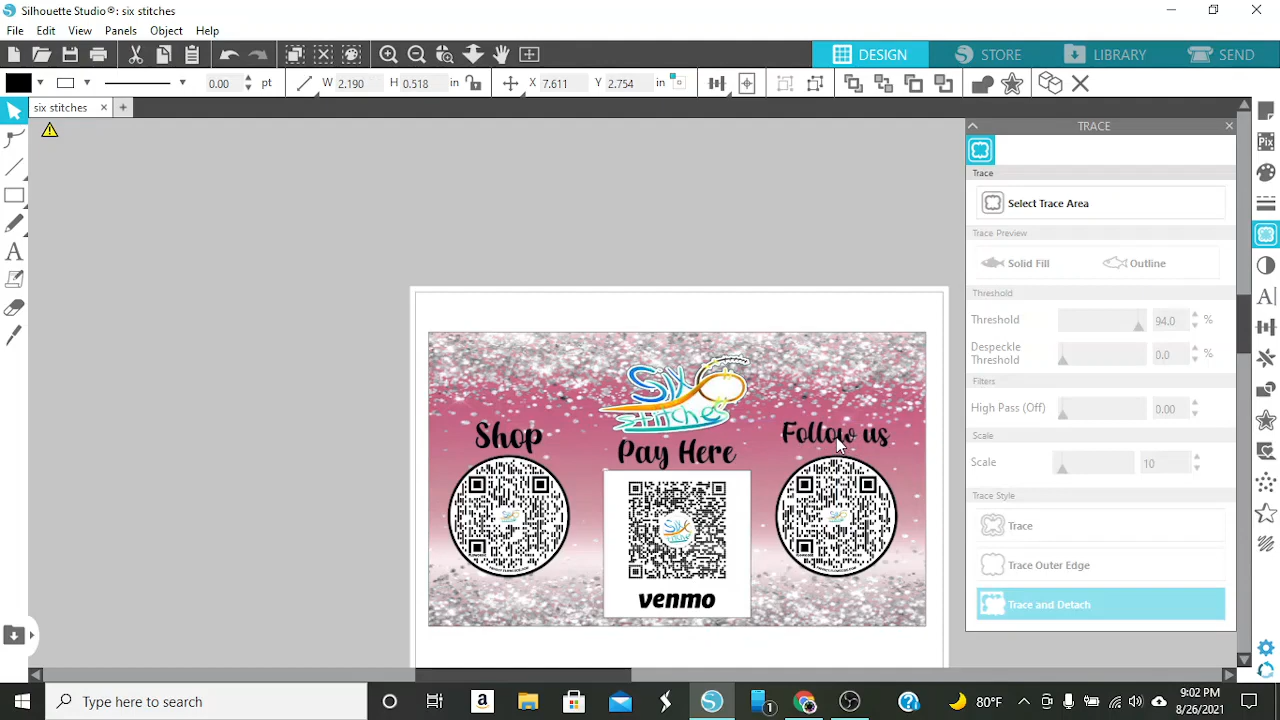 Silhouette Studio®: six stitches
File Edit View Panels Object Help
DESIGN STORE LIBRARY SEND
0.00 pt W 2.190 H 0.518 in X 7.611 Y 2.754 in
six stitches
TRACE
Pix
Trace
Select Trace Area
Trace Preview
Solid Fill Outline
Threshold
Threshold 94.0 %
Despeckle Threshold 0.0 %
Filters
High Pass (Off) 0.00
Scale
Scale 10
Trace Style
Trace
Trace Outer Edge
Trace and Detach
Six
Stitches
Shop
Pay Here
Follow us
venmo
Type here to search
80°F
9:02 PM
8/26/2021